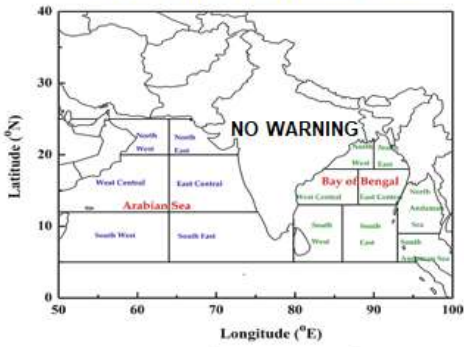 40
30
20
10
0
Latitude (°N)
NO WARNING
North
West
North
East
West Central
East Central
Arabian Sea
South West
South East
North
West
North
East
Bay of Bengal
West Central
East Central
North
Andaman
Sea
South
West
South
East
South
Andaman Sea
50 60 70 80 90 100
Longitude (°E)